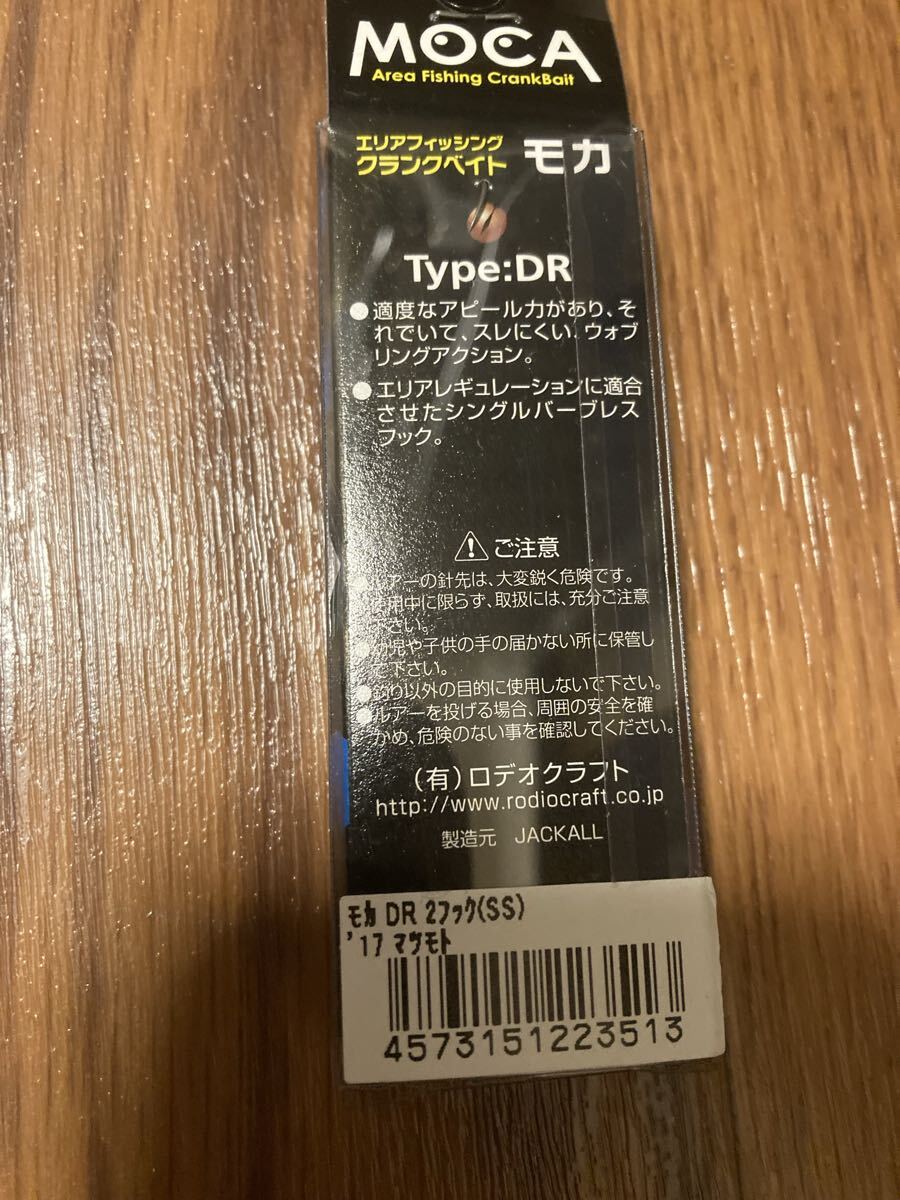 MOCA
Area Fishing CrankBait
エリアフィッシング
クランクベイト モカ
Type:DR
●適度なアピール力があり、そ
れでいて、スレにくい、ウォブ
リングアクション。
●エリアレギュレーションに適合
させたシングルバーブレス
フック。
ご注意
ルアーの針先は、大変鋭く危険です。
使用中に限らず、取扱には、充分ご注意
下さい。
●幼児や子供の手の届かない所に保管し
て下さい。
●釣り以外の目的に使用しないで下さい。
●ルアーを投げる場合、周囲の安全を確
かめ、危険のない事を確認してください。
(有)ロデオクラフト
http://www.rodiocraft.co.jp
製造元 JACKALL
モカ DR 2フック(SS)
'17 マツモト
4573151223513